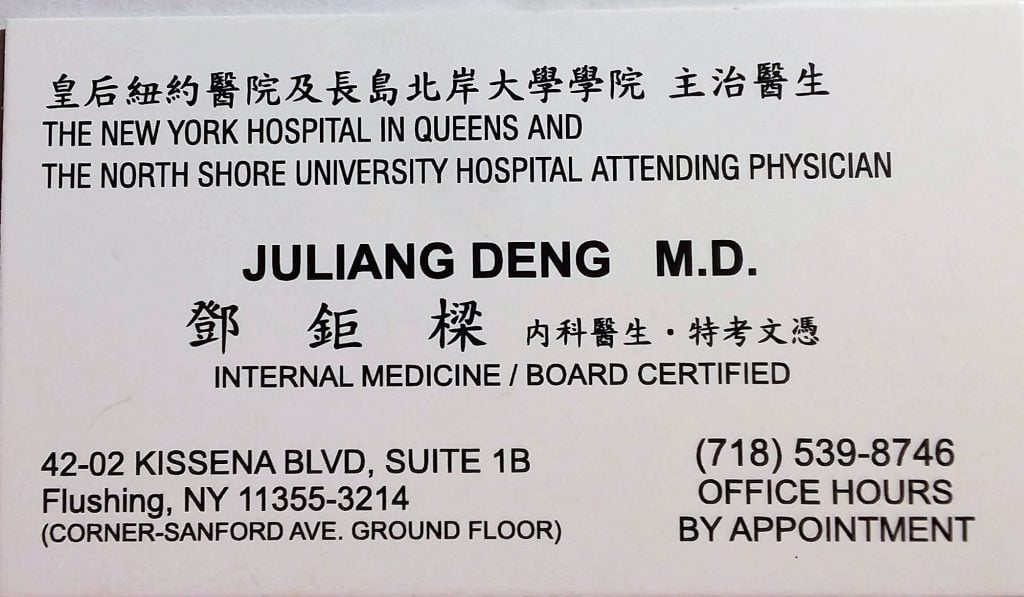 皇后紐約醫院及長島北岸大學學院 主治醫生
THE NEW YORK HOSPITAL IN QUEENS AND
THE NORTH SHORE UNIVERSITY HOSPITAL ATTENDING PHYSICIAN
JULIANG DENG M.D.
鄧 鉅 樑 內科醫生·特考文憑
INTERNAL MEDICINE / BOARD CERTIFIED
42-02 KISSENA BLVD, SUITE 1B
Flushing, NY 11355-3214
(CORNER-SANFORD AVE. GROUND FLOOR)
(718) 539-8746
OFFICE HOURS
BY APPOINTMENT